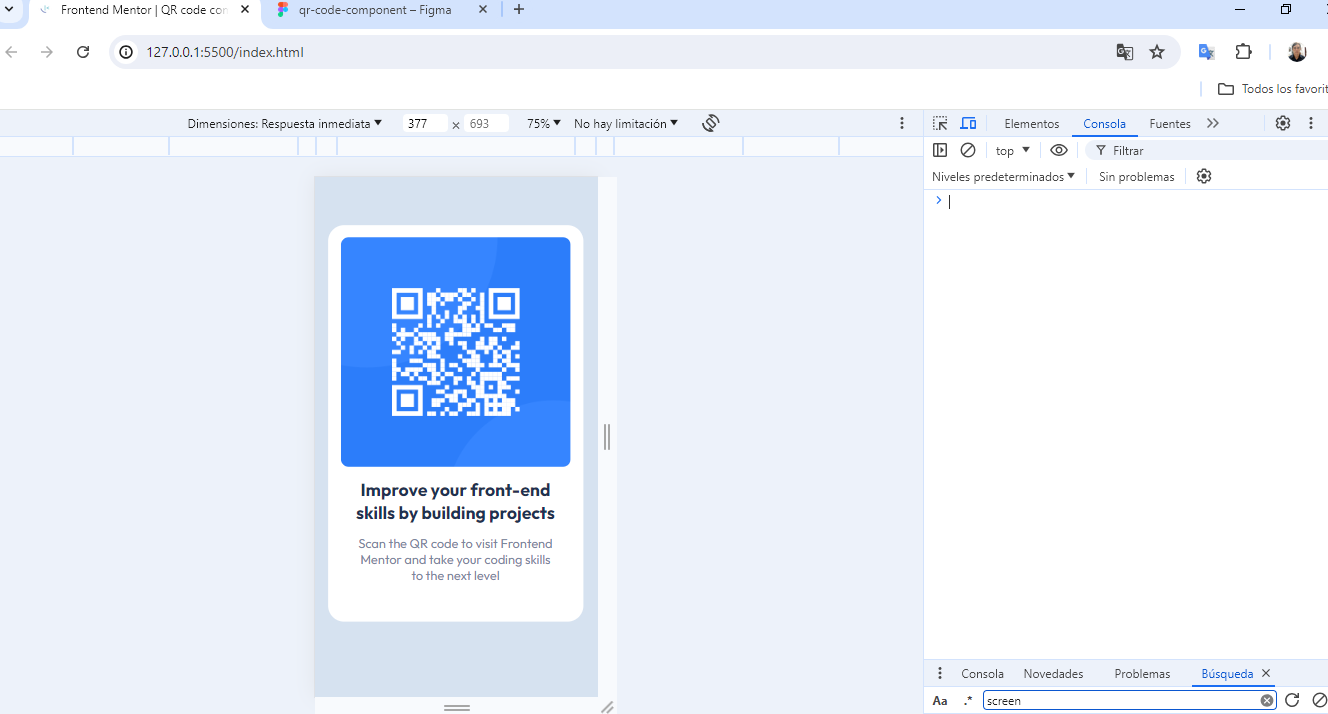 Frontend Mentor | QR code con
qr-code-component – Figma
127.0.0.1:5500/index.html
Todos los favorit
Dimensiones: Respuesta inmediata
377 x 693
75%
No hay limitación
Elementos
Consola
Fuentes
top
Filtrar
Niveles predeterminados
Sin problemas
Improve your front-end
skills by building projects
Scan the QR code to visit Frontend
Mentor and take your coding skills
to the next level
Consola
Novedades
Problemas
Búsqueda
Aa
.*
screen